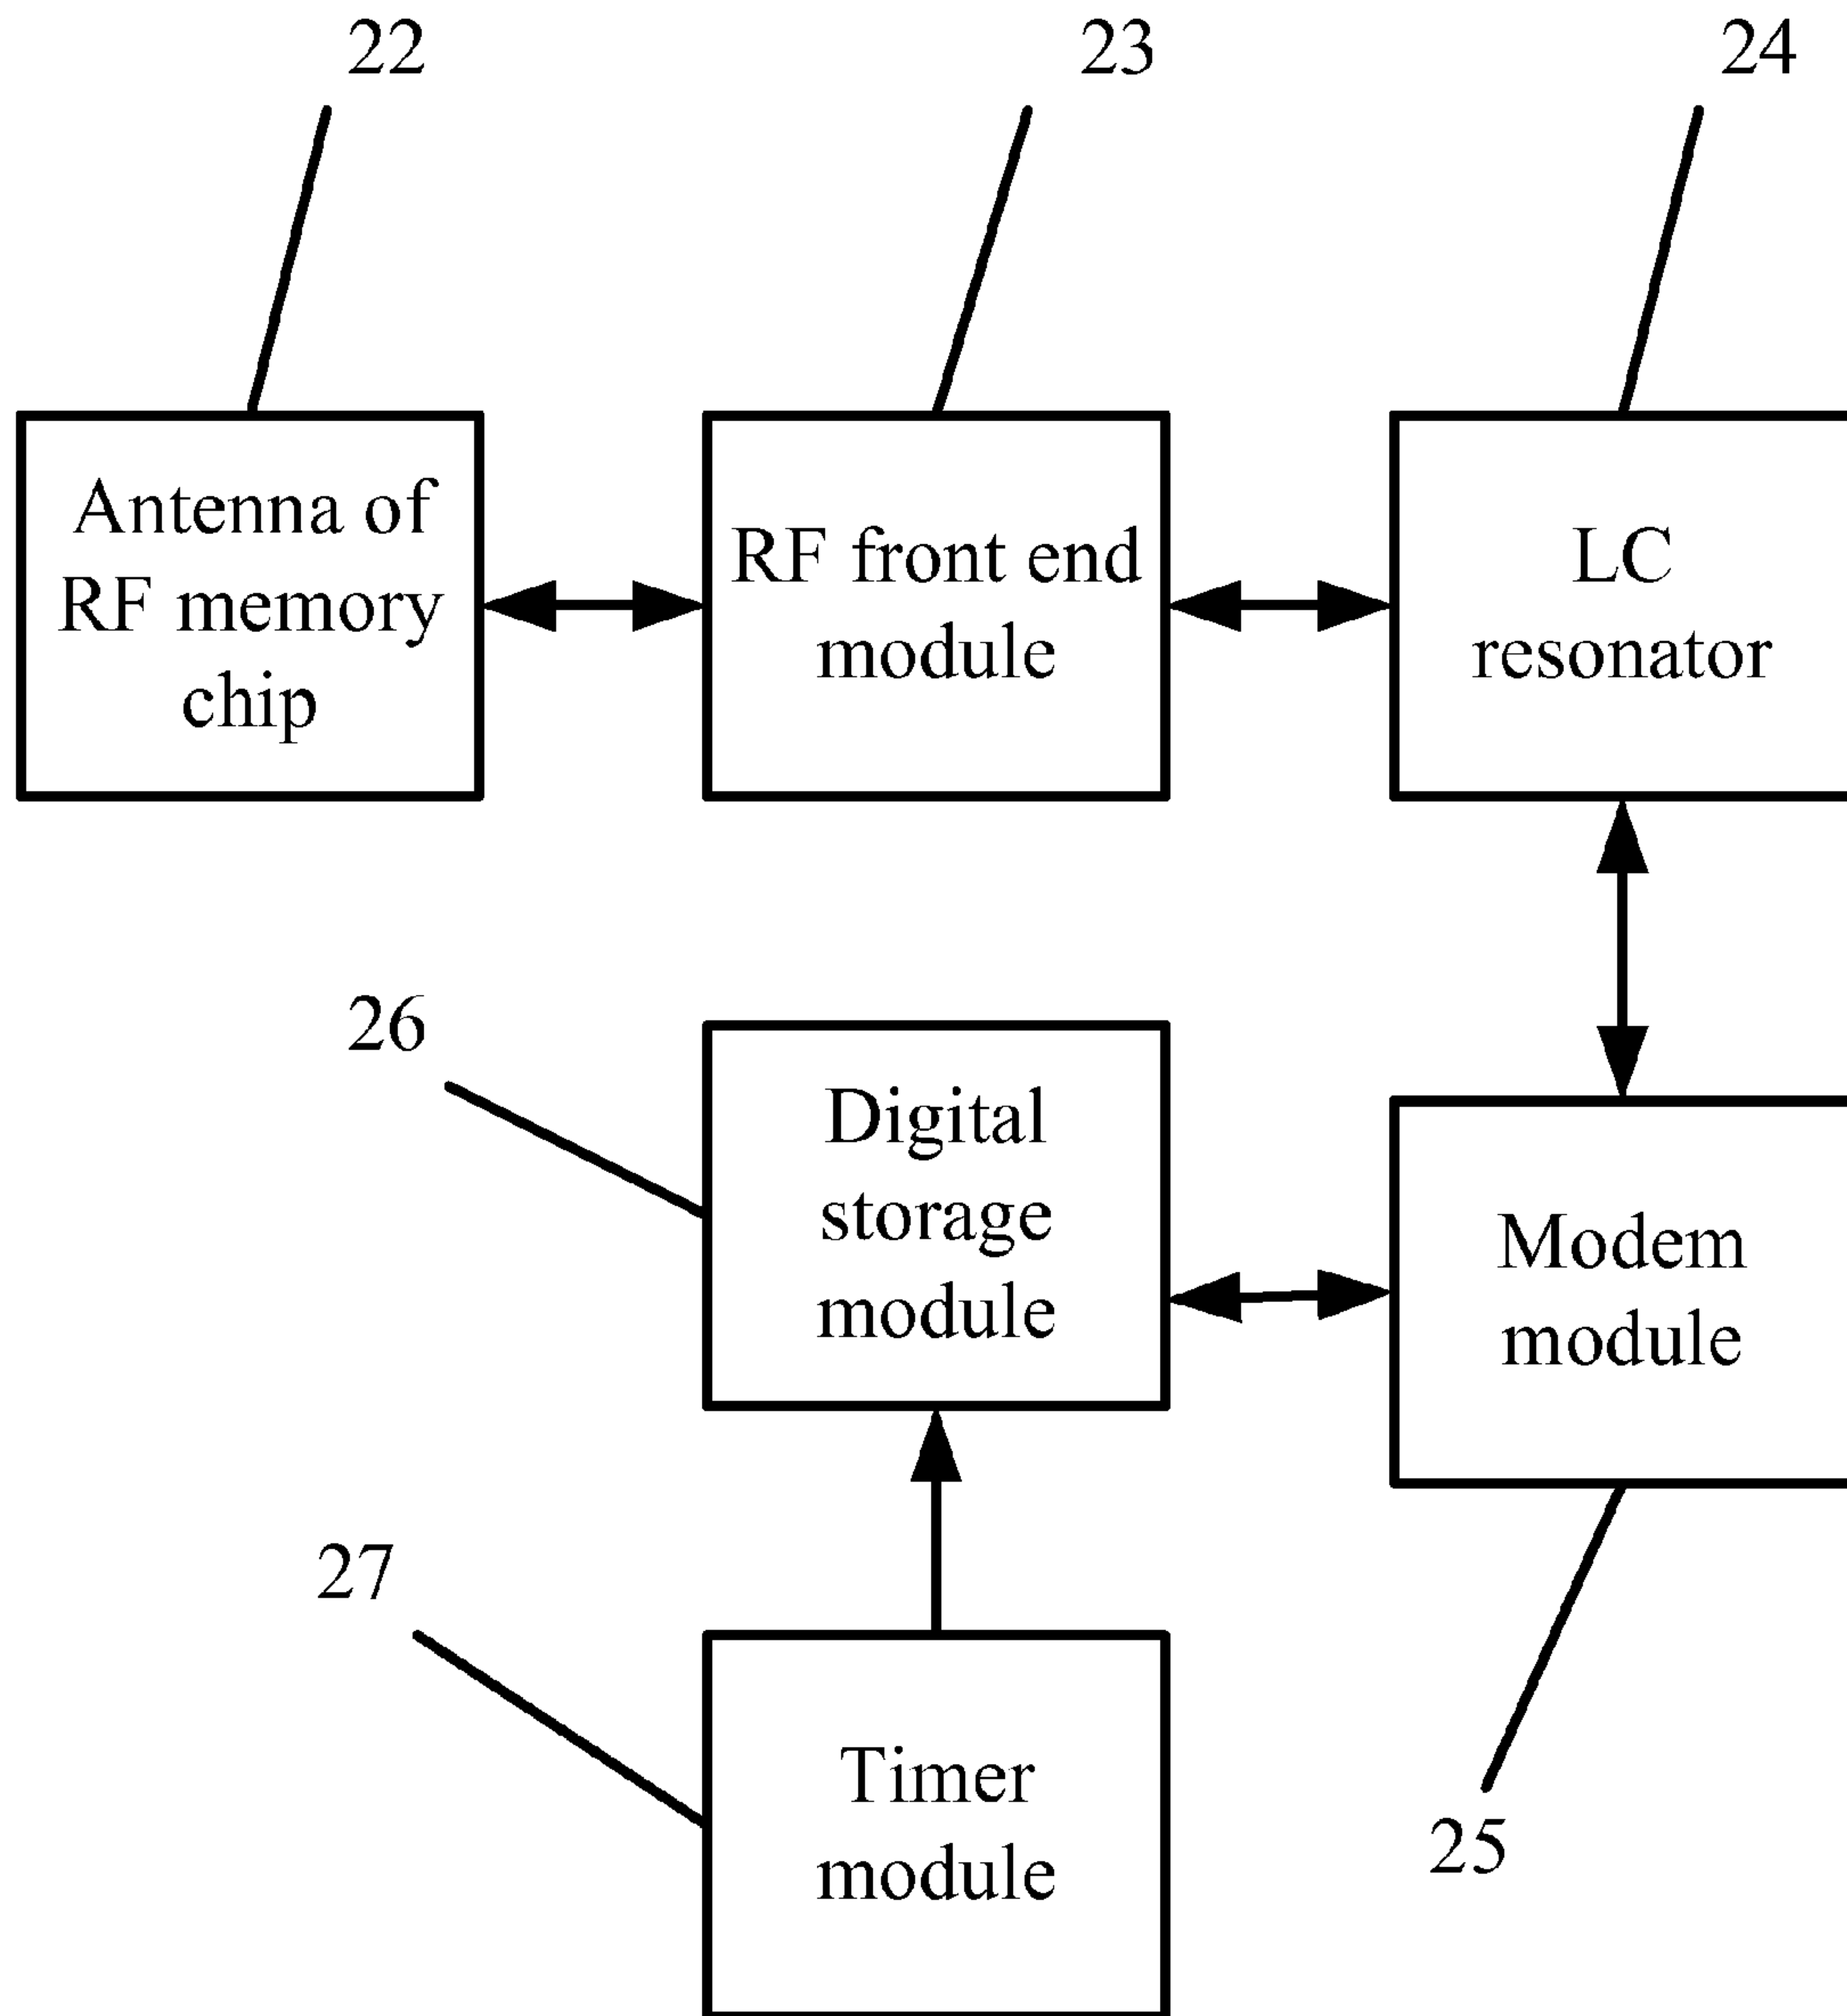 22
23
24
Antenna of
RF memory
chip
RF front end
module
LC
resonator
26
Digital
storage
module
Modem
module
27
Timer
module
25